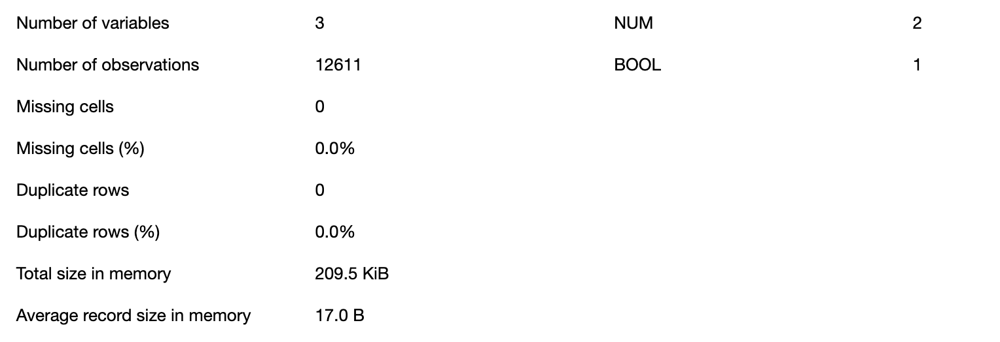 Number of variables 3 NUM 2
Number of observations 12611 BOOL 1
Missing cells 0
Missing cells (%) 0.0%
Duplicate rows 0
Duplicate rows (%) 0.0%
Total size in memory 209.5 KiB
Average record size in memory 17.0 B